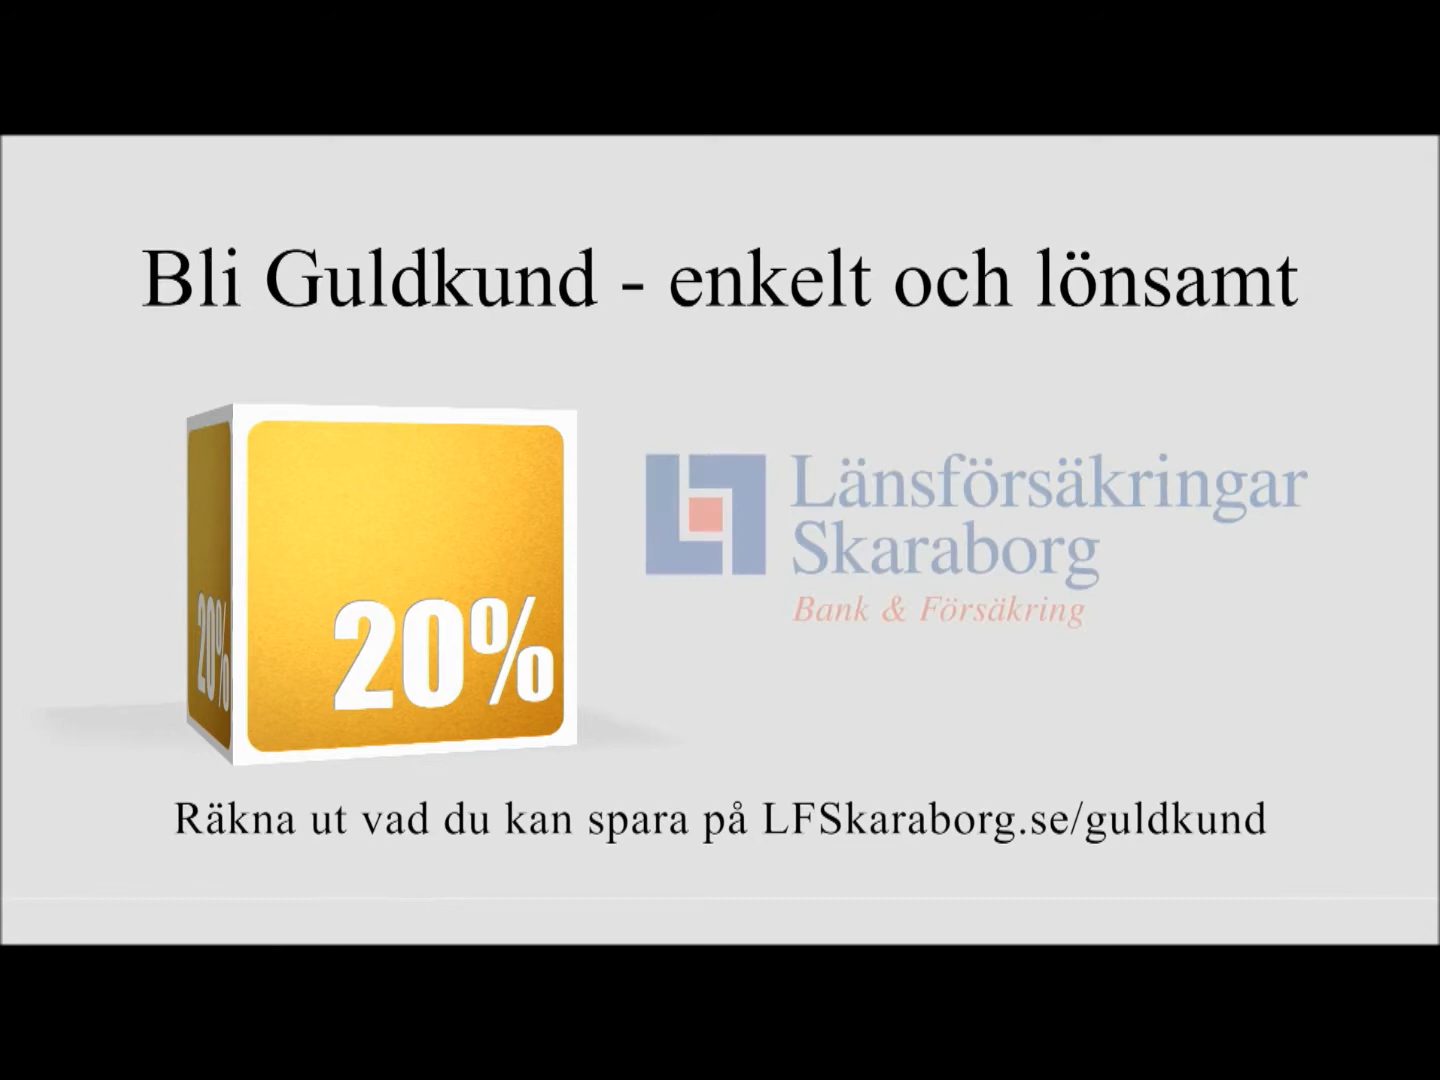 Bli Guldkund - enkelt och lönsamt
20%
20%
Länsförsäkringar
Skaraborg
Bank & Försäkring
Räkna ut vad du kan spara på LFSkaraborg.se/guldkund